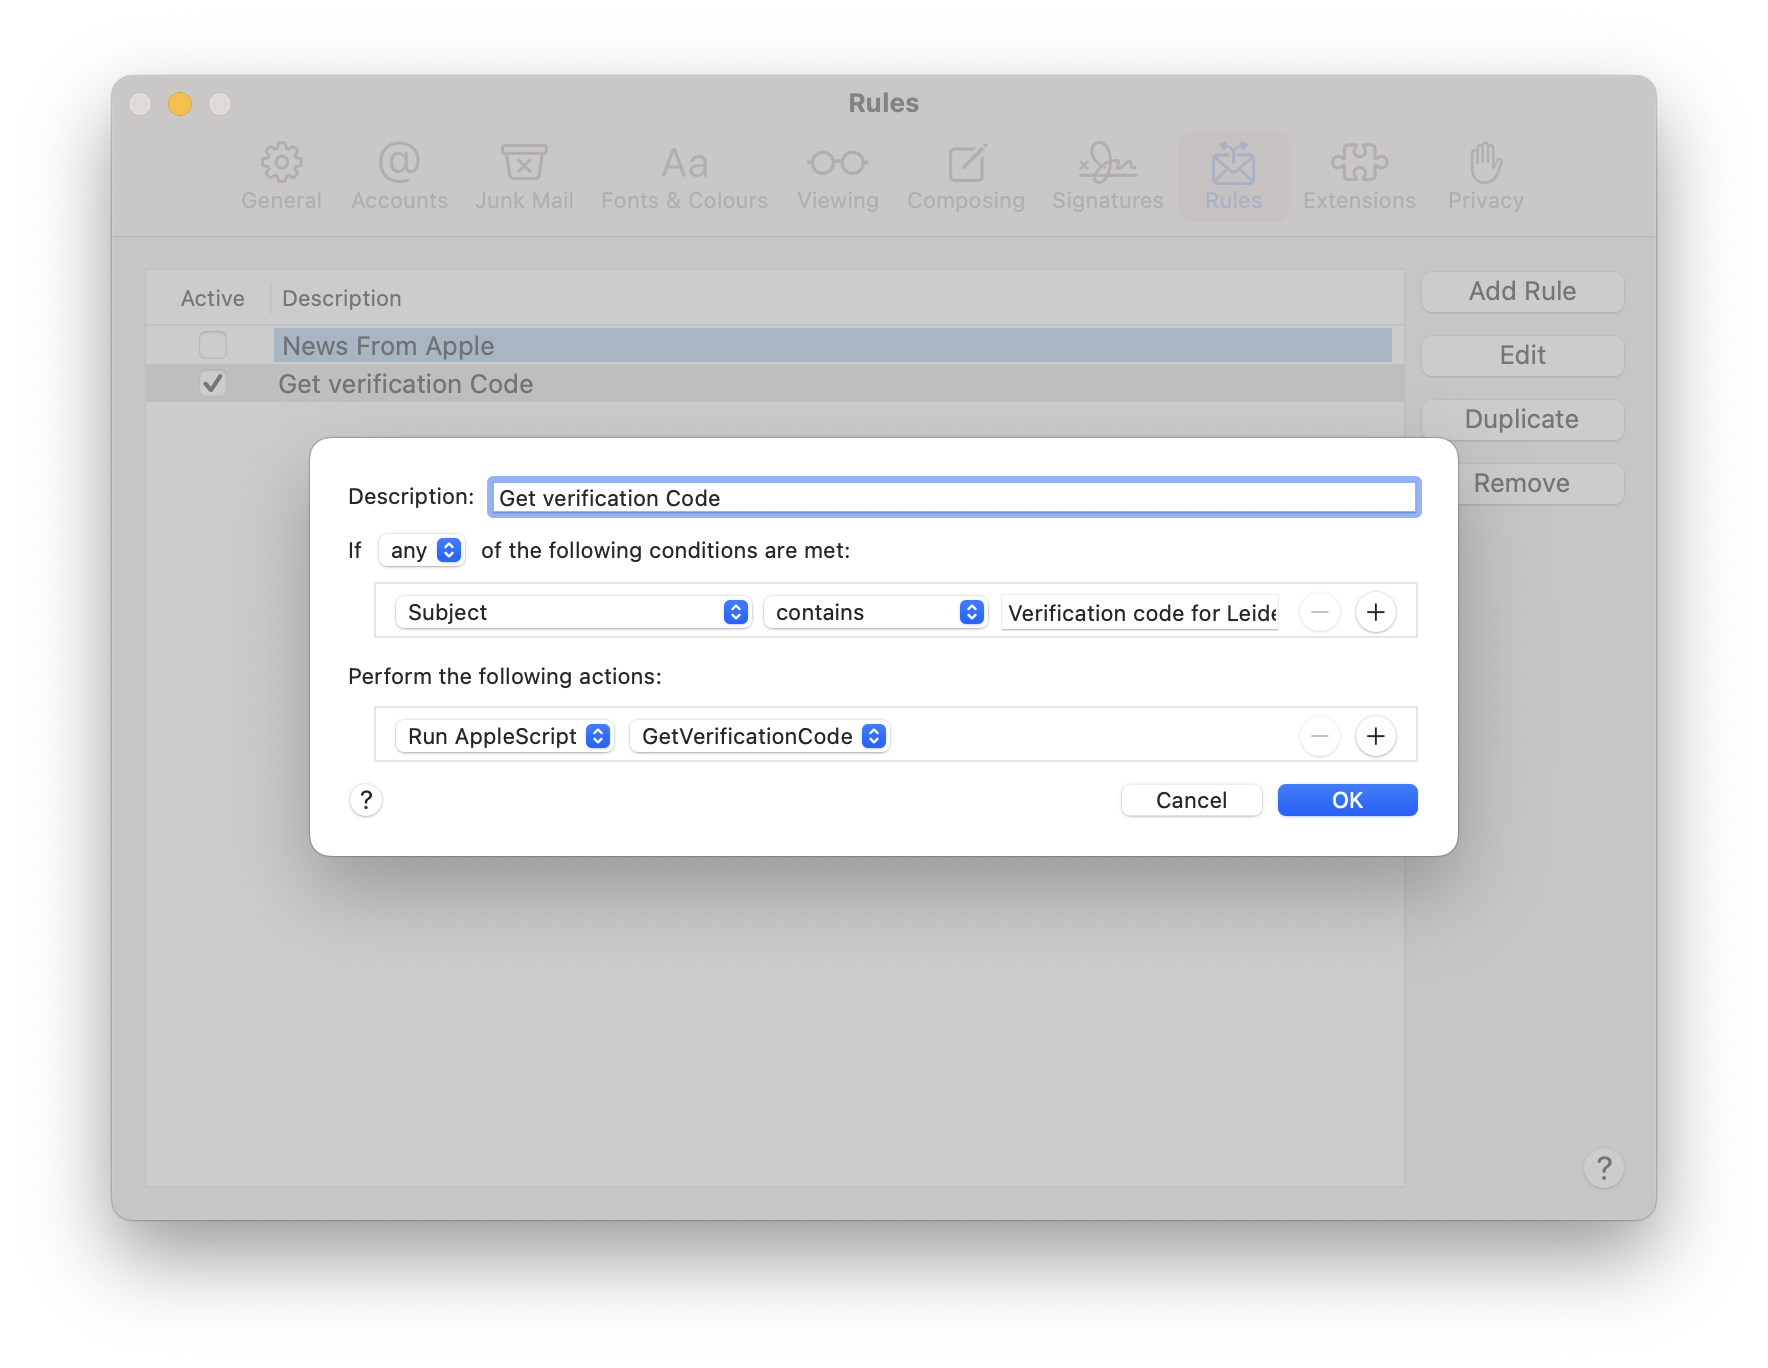 Rules
General Accounts Junk Mail Fonts & Colours Viewing Composing Signatures Rules Extensions Privacy
Active Description
News From Apple
Get verification Code
Add Rule
Edit
Duplicate
Remove
Description: Get verification Code
If any of the following conditions are met:
Subject contains Verification code for Leide
Perform the following actions:
Run AppleScript GetVerificationCode
? Cancel OK
?